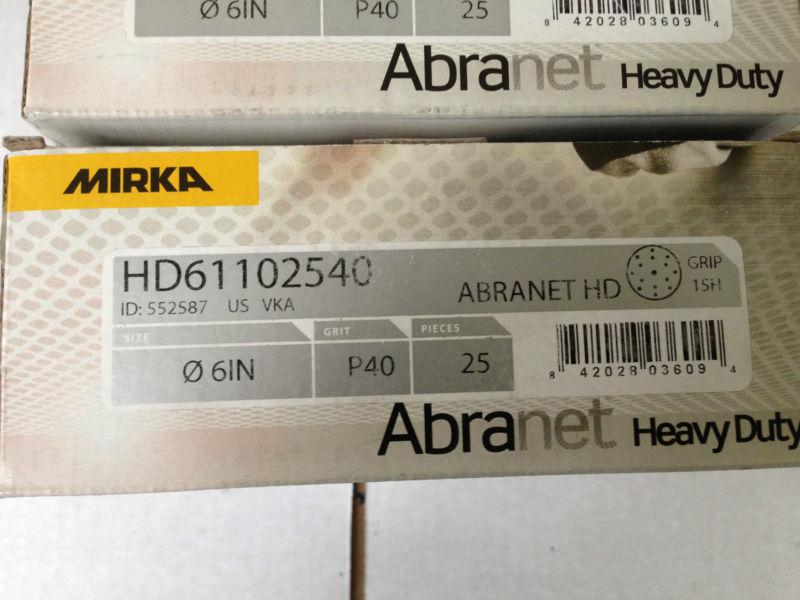 Ø 6IN P40 25
8 42028 03609 4
Abranet Heavy Duty
MIRKA
HD61102540
ID: 552587 US VKA
ABRANET HD
GRIP
15H
SIZE GRIT PIECES
Ø 6IN P40 25
8 42028 03609 4
Abranet Heavy Duty